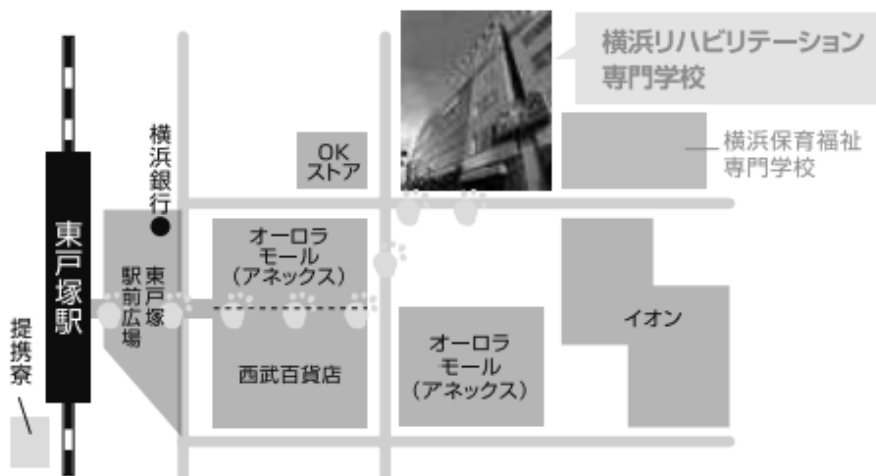 横浜リハビリテーション
専門学校
横浜保育福祉
専門学校
OK
ストア
横浜銀行
東戸塚駅
東戸塚
駅前広場
オーロラ
モール
(アネックス)
西武百貨店
オーロラ
モール
(アネックス)
イオン
提携寮